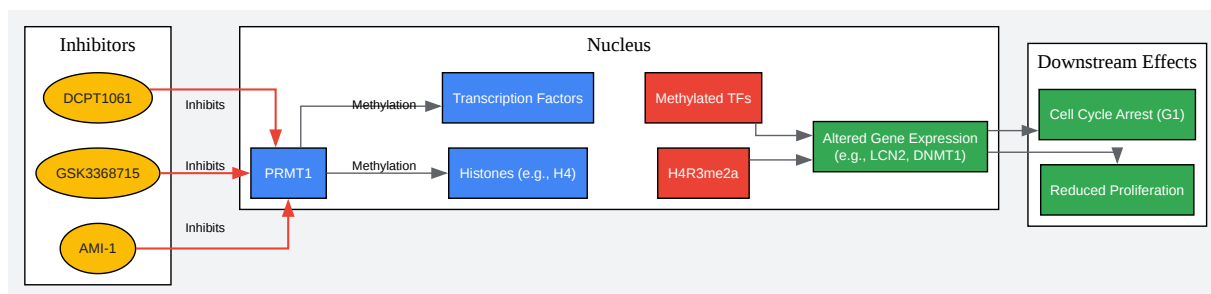 Inhibitors
DCPT1061
GSK3368715
AMI-1
Inhibits
Inhibits
Inhibits
Nucleus
PRMT1
Methylation
Methylation
Transcription Factors
Histones (e.g., H4)
Methylated TFs
H4R3me2a
Altered Gene Expression
(e.g., LCN2, DNMT1)
Downstream Effects
Cell Cycle Arrest (G1)
Reduced Proliferation